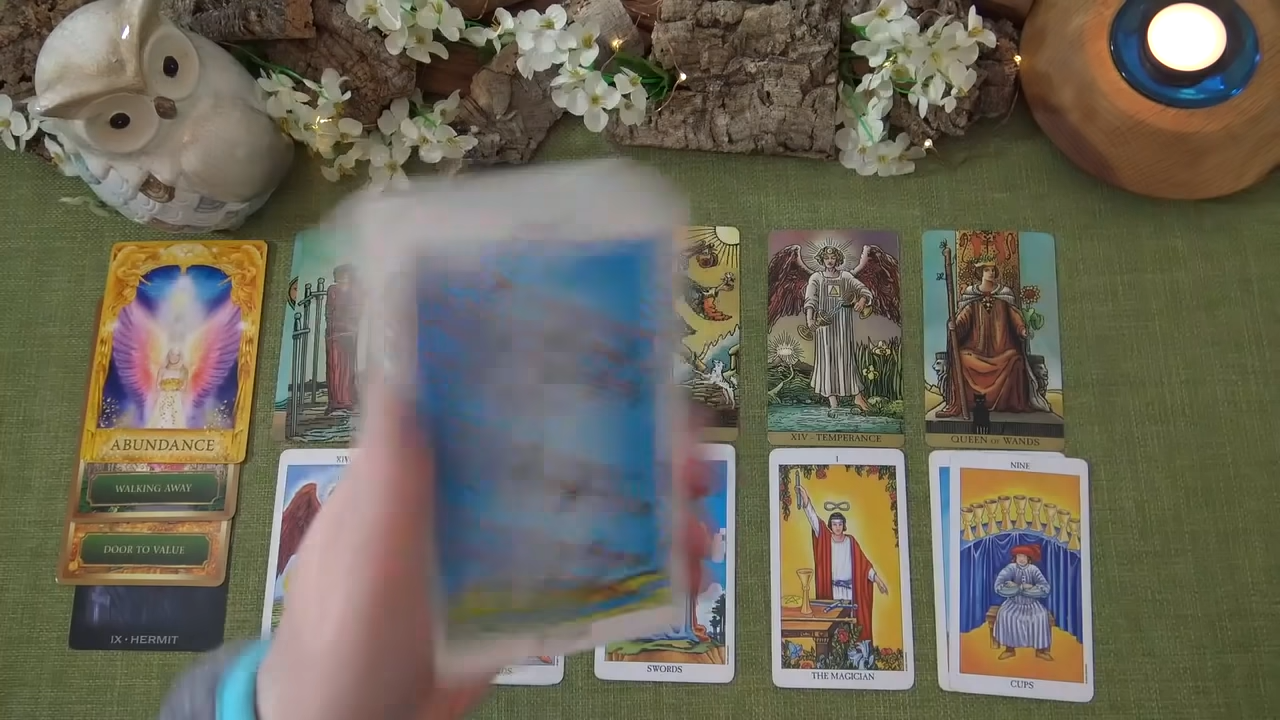 ABUNDANCE
WALKING AWAY
DOOR TO VALUE
IX · HERMIT
XIV - TEMPERANCE
QUEEN OF WANDS
I
THE MAGICIAN
NINE
CUPS
SWORDS